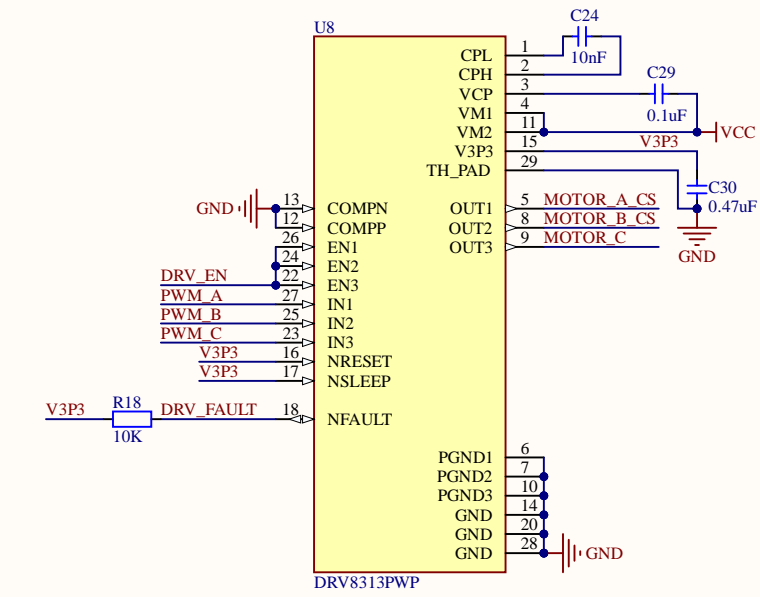 U8
C24
10nF
C29
0.1uF
VCC
V3P3
C30
0.47uF
GND
1 CPL
2 CPH
3 VCP
4 VM1
11 VM2
15 V3P3
29 TH_PAD
5 OUT1 MOTOR_A_CS
8 OUT2 MOTOR_B_CS
9 OUT3 MOTOR_C
GND 13 COMPN
12 COMPP
26 EN1
24 EN2
DRV_EN 22 EN3
PWM_A 27 IN1
PWM_B 25 IN2
PWM_C 23 IN3
V3P3 16 NRESET
V3P3 17 NSLEEP
V3P3 R18 DRV_FAULT 18 NFAULT
10K
PGND1 6
PGND2 7
PGND3 10
GND 14
GND 20
GND 28 GND
DRV8313PWP